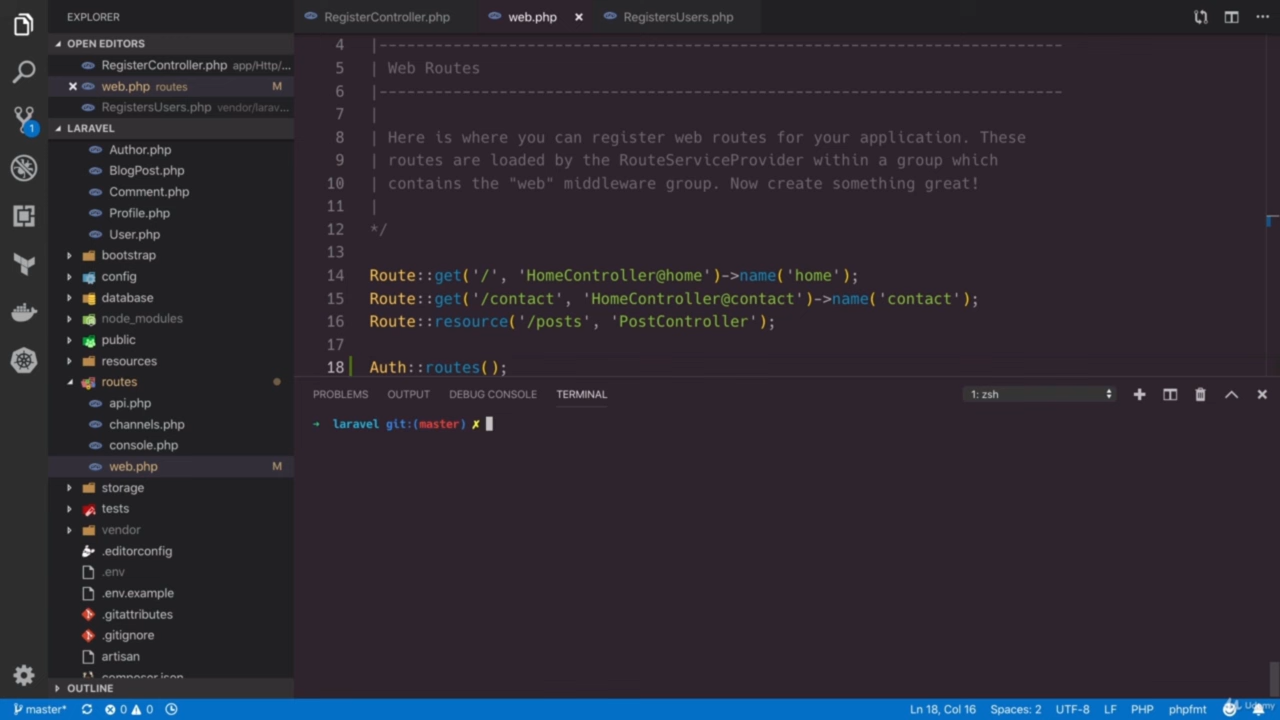 EXPLORER
OPEN EDITORS
RegisterController.php app/Http/...
web.php routes M
RegistersUsers.php vendor/larav...
LARAVEL
Author.php
BlogPost.php
Comment.php
Profile.php
User.php
bootstrap
config
database
node_modules
public
resources
routes
api.php
channels.php
console.php
web.php M
storage
tests
vendor
.editorconfig
.env
.env.example
.gitattributes
.gitignore
artisan
composer.json
OUTLINE
1
RegisterController.php web.php RegistersUsers.php
4 |--------------------------------------------------------------------------
5 | Web Routes
6 |--------------------------------------------------------------------------
7 |
8 | Here is where you can register web routes for your application. These
9 | routes are loaded by the RouteServiceProvider within a group which
10 | contains the "web" middleware group. Now create something great!
11 |
12 */
13
14 Route::get('/', 'HomeController@home')->name('home');
15 Route::get('/contact', 'HomeController@contact')->name('contact');
16 Route::resource('/posts', 'PostController');
17
18 Auth::routes();
PROBLEMS OUTPUT DEBUG CONSOLE TERMINAL 1: zsh
→ laravel git:(master) ✗
master* 0 0 Ln 18, Col 16 Spaces: 2 UTF-8 LF PHP phpfmt
Udemy